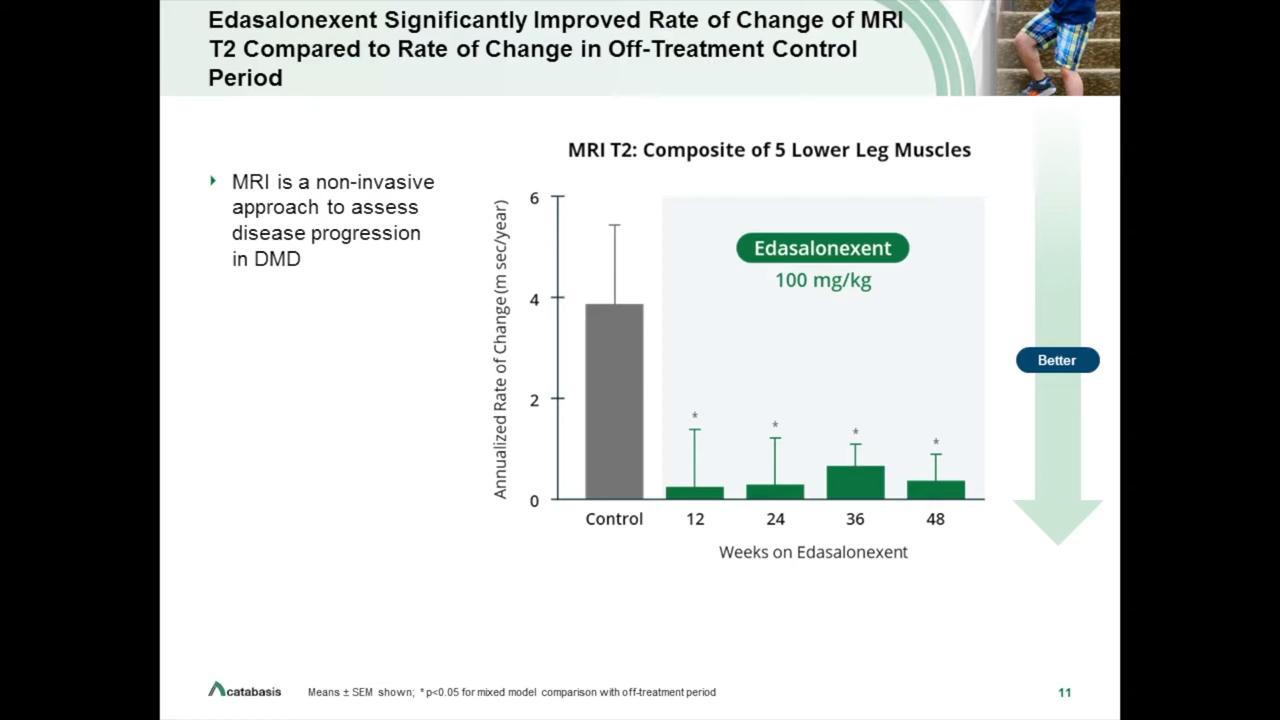 Edasalonexent Significantly Improved Rate of Change of MRI
T2 Compared to Rate of Change in Off-Treatment Control
Period
MRI is a non-invasive
approach to assess
disease progression
in DMD
MRI T2: Composite of 5 Lower Leg Muscles
Annualized Rate of Change (m sec/year)
6
4
2
0
Edasalonexent
100 mg/kg
*
*
*
*
Control
12
24
36
48
Weeks on Edasalonexent
Better
catabasis
Means ± SEM shown; * p<0.05 for mixed model comparison with off-treatment period
11